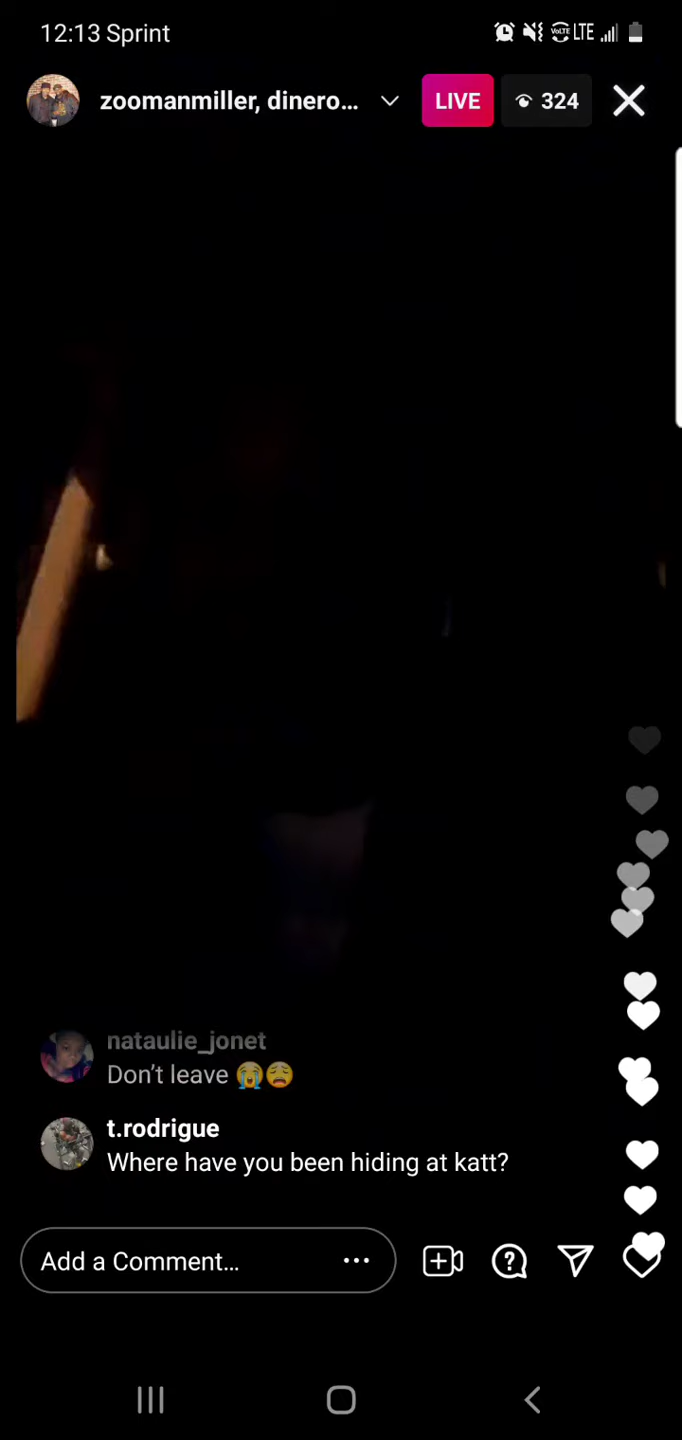 12:13 Sprint
VoLTE LTE
zoomanmiller, dinero...
LIVE
324
nataulie_jonet
Don't leave 😭😩
t.rodrigue
Where have you been hiding at katt?
Add a Comment...